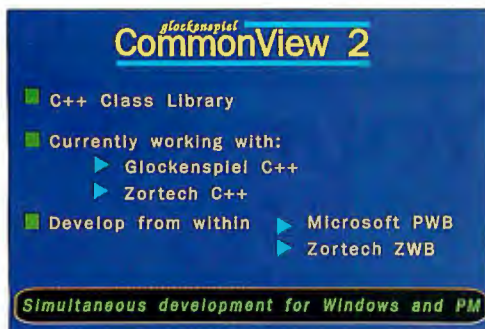 glockenspiel
CommonView 2
C++ Class Library
Currently working with:
Glockenspiel C++
Zortech C++
Develop from within Microsoft PWB
Zortech ZWB
Simultaneous development for Windows and PM